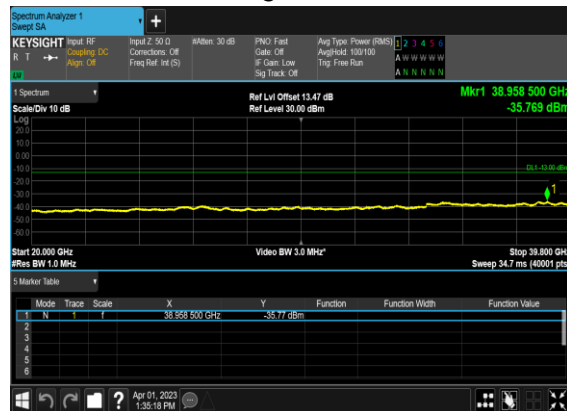 Spectrum Analyzer 1
Swept SA
+
KEYSIGHT Input: RF Input Z: 50 Ω #Atten: 30 dB PNO: Fast Avg Type: Power (RMS) 1 2 3 4 5 6
R T Coupling: DC Corrections: Off Gate: Off Avg|Hold: 100/100 A W W W W W
Align: Off Freq Ref: Int (S) IF Gain: Low Trig: Free Run
Sig Track: Off A N N N N N
1 Spectrum Ref Lvl Offset 13.47 dB Mkr1 38.958 500 GHz
Scale/Div 10 dB Ref Level 30.00 dBm -35.769 dBm
Log
20.0
10.0
0.00
-10.0 DL1 -13.00 dBm
-20.0
-30.0 1
-40.0
-50.0
-60.0
Start 20.000 GHz Video BW 3.0 MHz* Stop 39.800 GHz
#Res BW 1.0 MHz Sweep 34.7 ms (40001 pts)
5 Marker Table
Mode Trace Scale X Y Function Function Width Function Value
1 N 1 f 38.958 500 GHz -35.77 dBm
2
3
4
5
6
? Apr 01, 2023
1:35:18 PM